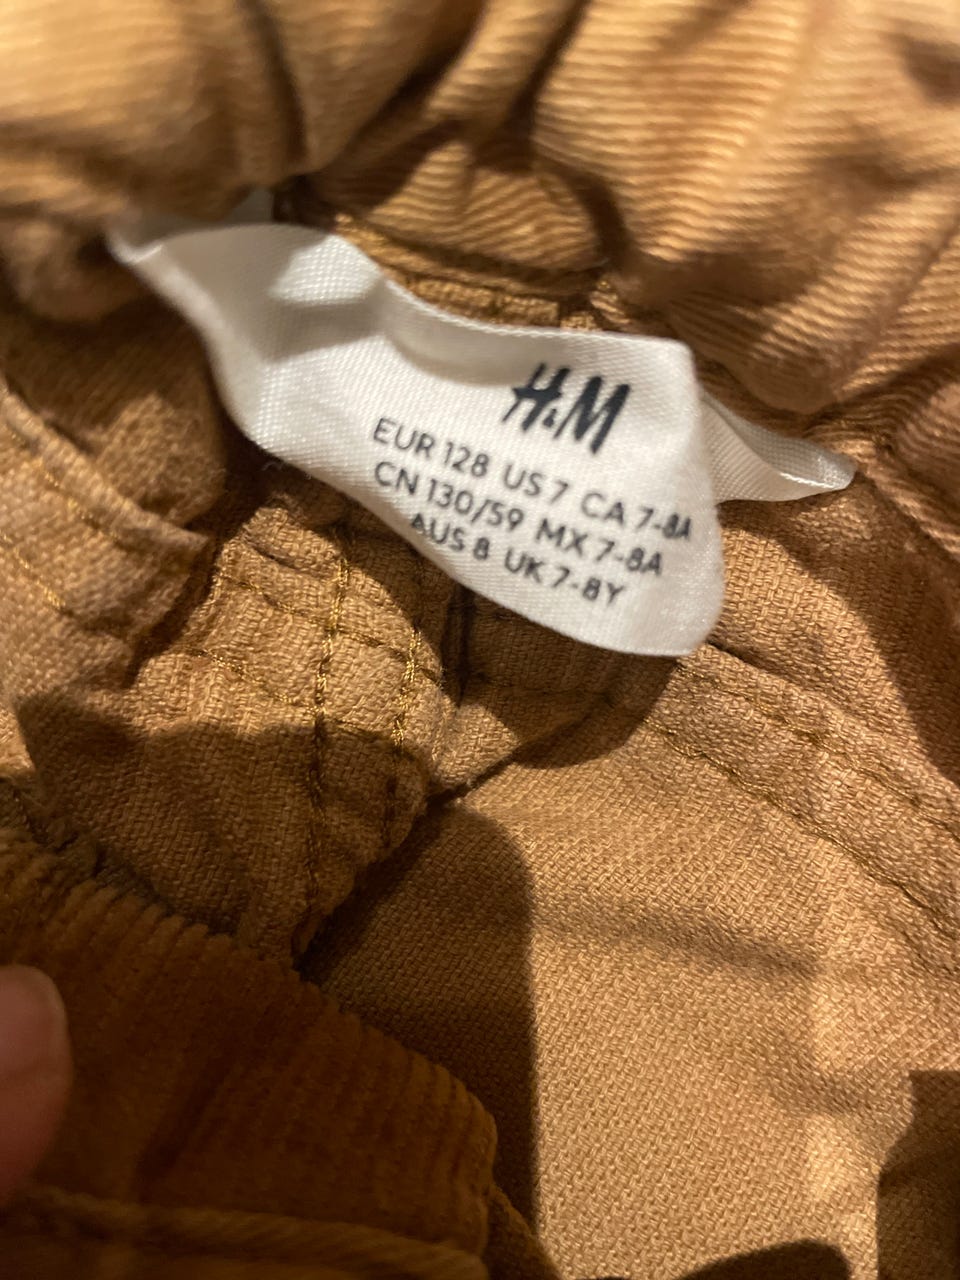 H&M
EUR 128 US 7 CA 7-8A
CN 130/59 MX 7-8A
AUS 8 UK 7-8Y